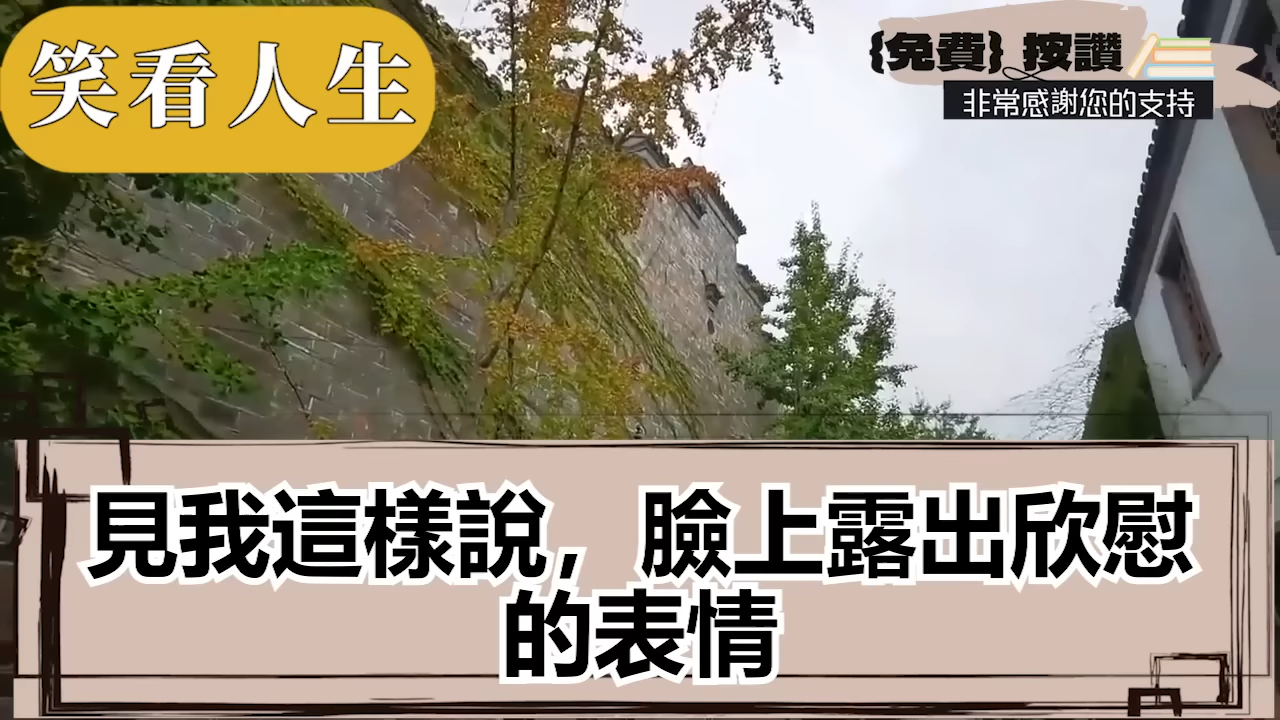 笑看人生
{免費} 按讚
非常感謝您的支持
見我這樣說，臉上露出欣慰
的表情